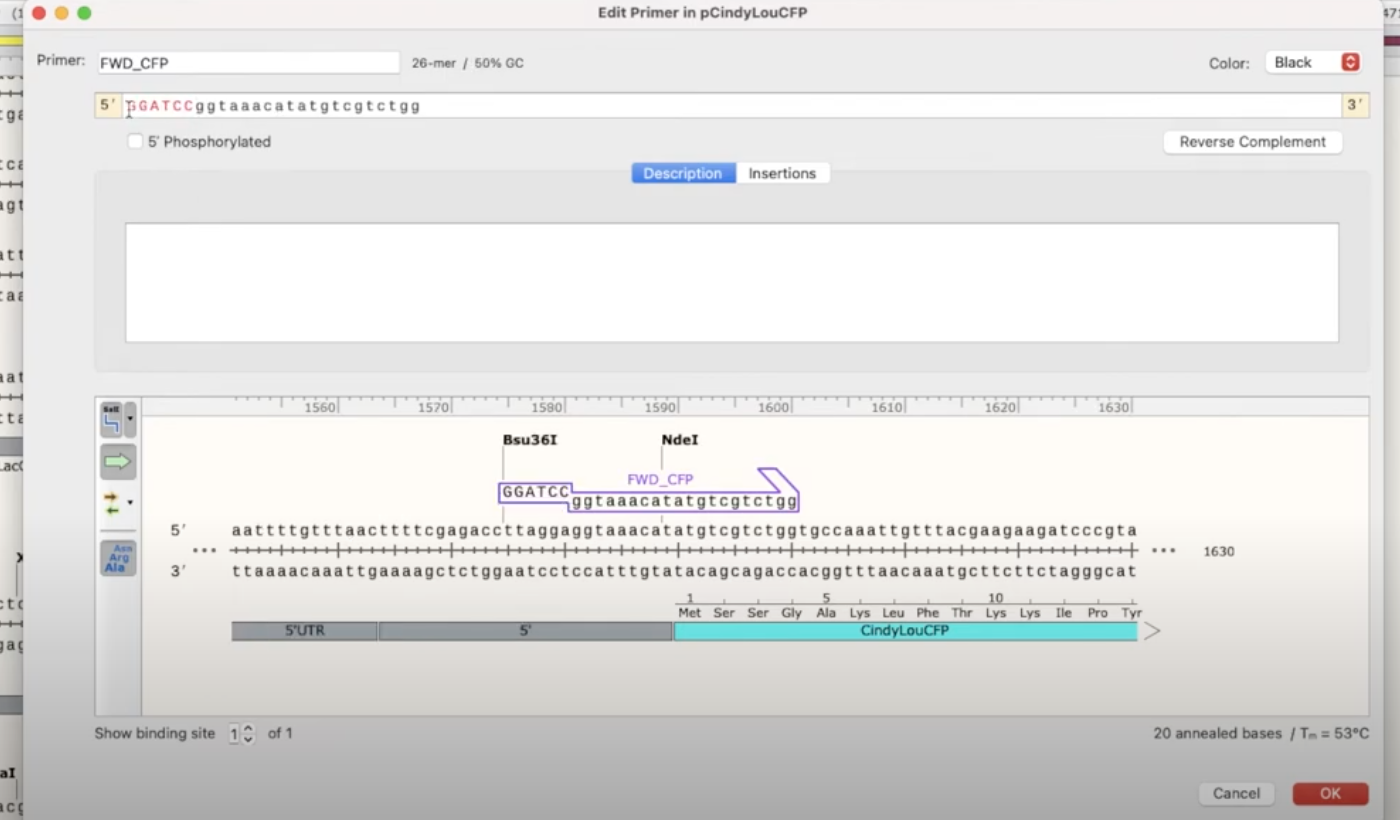 Edit Primer in pCindyLouCFP
Primer: FWD_CFP 26-mer / 50% GC Color: Black
5' GGATCCggtaaacatatgtcgtctgg 3'
5' Phosphorylated Reverse Complement
Description Insertions
1560 1570 1580 1590 1600 1610 1620 1630
Bsu36I NdeI
FWD_CFP
GGATCC
ggtaaacatatgtcgtctgg
5' aattttgtttaacttttcgagaccttaggaggtaaacatatgtcgtctggtgccaaattgtttacgaagaagatcccgta
1630
3' ttaaaacaaattgaaaagctctggaatcctccatttgtatacagcagaccacggtttaacaaatgcttcttctagggcat
1 5 10
Met Ser Ser Gly Ala Lys Leu Phe Thr Lys Lys Ile Pro Tyr
5'UTR 5' CindyLouCFP
Asn
Arg
Ala
Show binding site 1 of 1 20 annealed bases / Tm = 53°C
Cancel OK